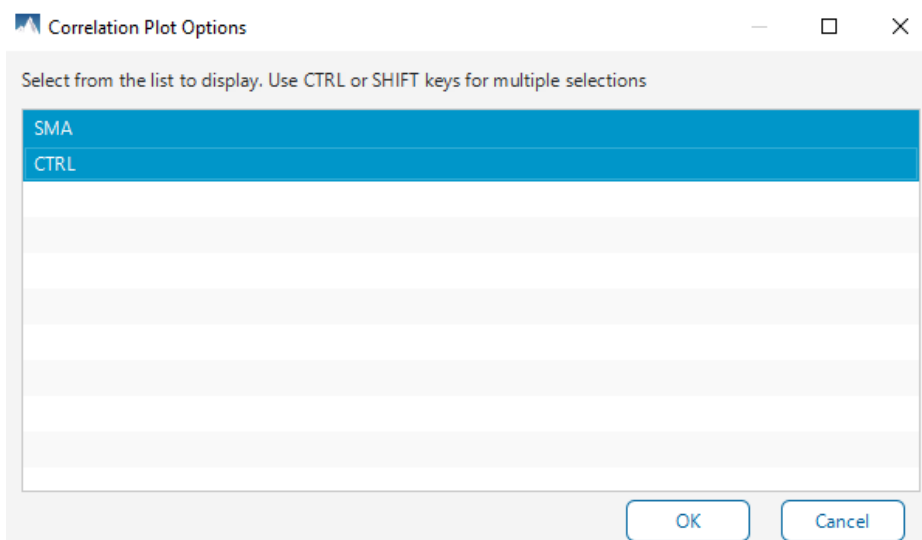 Correlation Plot Options
Select from the list to display. Use CTRL or SHIFT keys for multiple selections
SMA
CTRL
OK Cancel